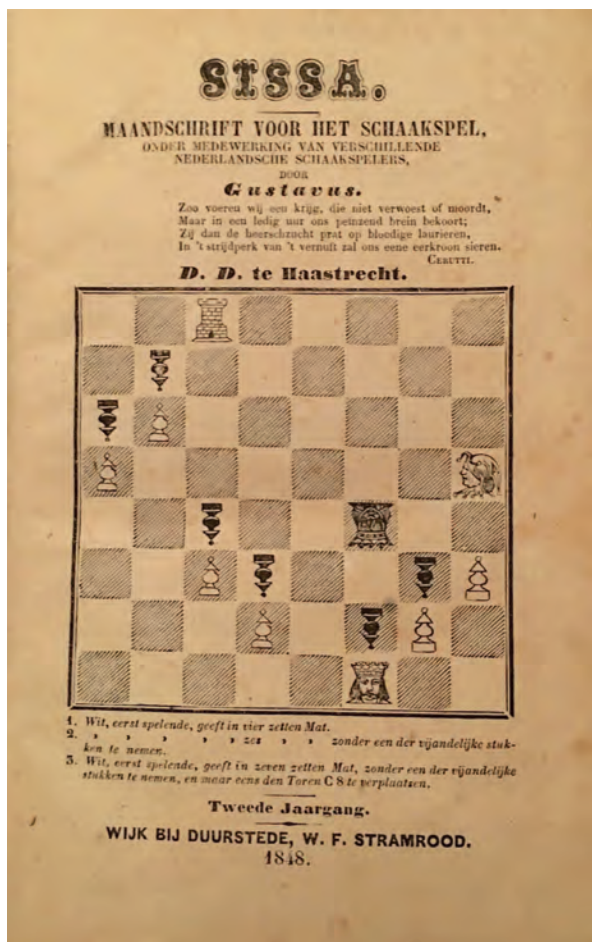 SISSA.
MAANDSCHRIFT VOOR HET SCHAAKSPEL,
ONDER MEDEWERKING VAN VERSCHILLENDE
NEDERLANDSCHE SCHAAKSPELERS,
DOOR
Gustavus.
Zoo voeren wij een krijg, die niet verwoest of moordt,
Maar in een ledig uur ons peinzend brein bekoort;
Zij dan de heerschzucht prat op bloedige laurieren,
In 't strijdperk van 't vernuft zal ons eene eerkroon sieren.
CERUTTI.
D. D. te Haastrecht.
1. Wit, eerst spelende, geeft in vier zetten Mat.
2. » » » » » zes » » zonder een der vijandelijke stuk-
ken te nemen.
3. Wit, eerst spelende, geeft in zeven zetten Mat, zonder een der vijandelijke
stukken te nemen, en maar eens den Toren C 8 te verplaatsen.
Tweede Jaargang.
WIJK BIJ DUURSTEDE, W. F. STRAMROOD.
1848.